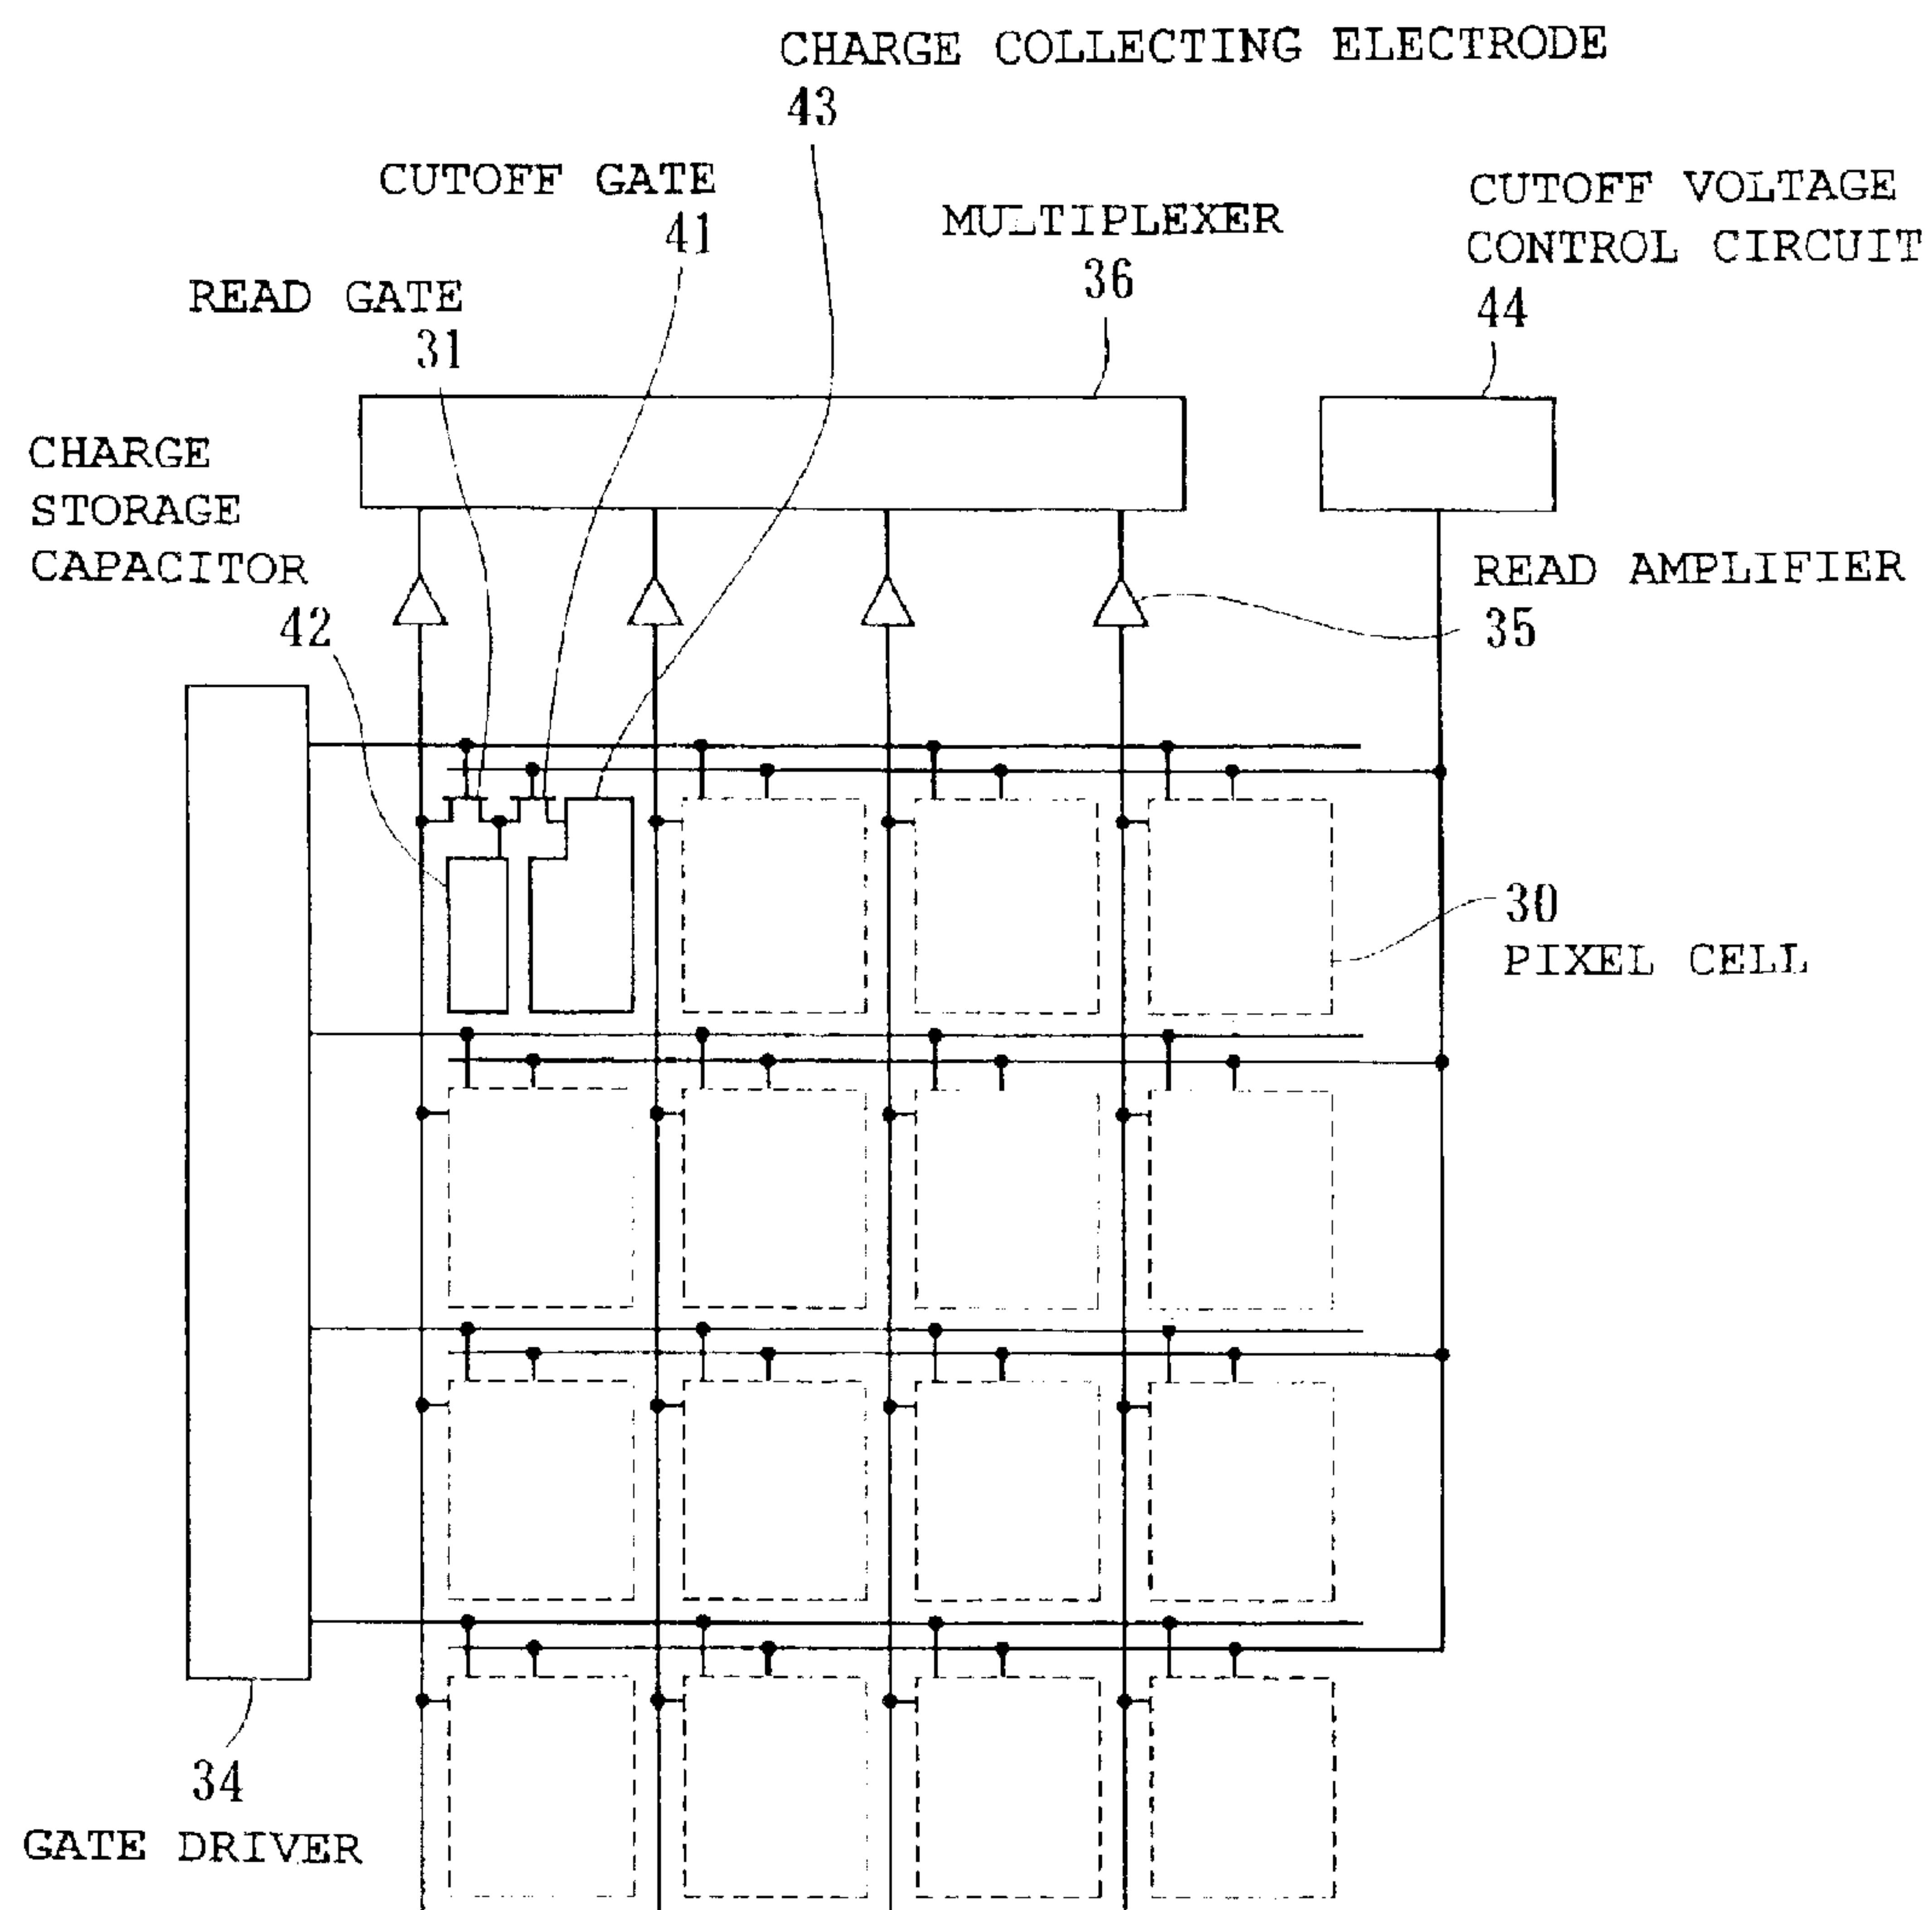 CHARGE COLLECTING ELECTRODE
43
CUTOFF GATE
41
MULTIPLEXER
36
CUTOFF VOLTAGE
CONTROL CIRCUIT
44
READ GATE
31
CHARGE
STORAGE
CAPACITOR
42
READ AMPLIFIER
35
30
PIXEL CELL
34
GATE DRIVER